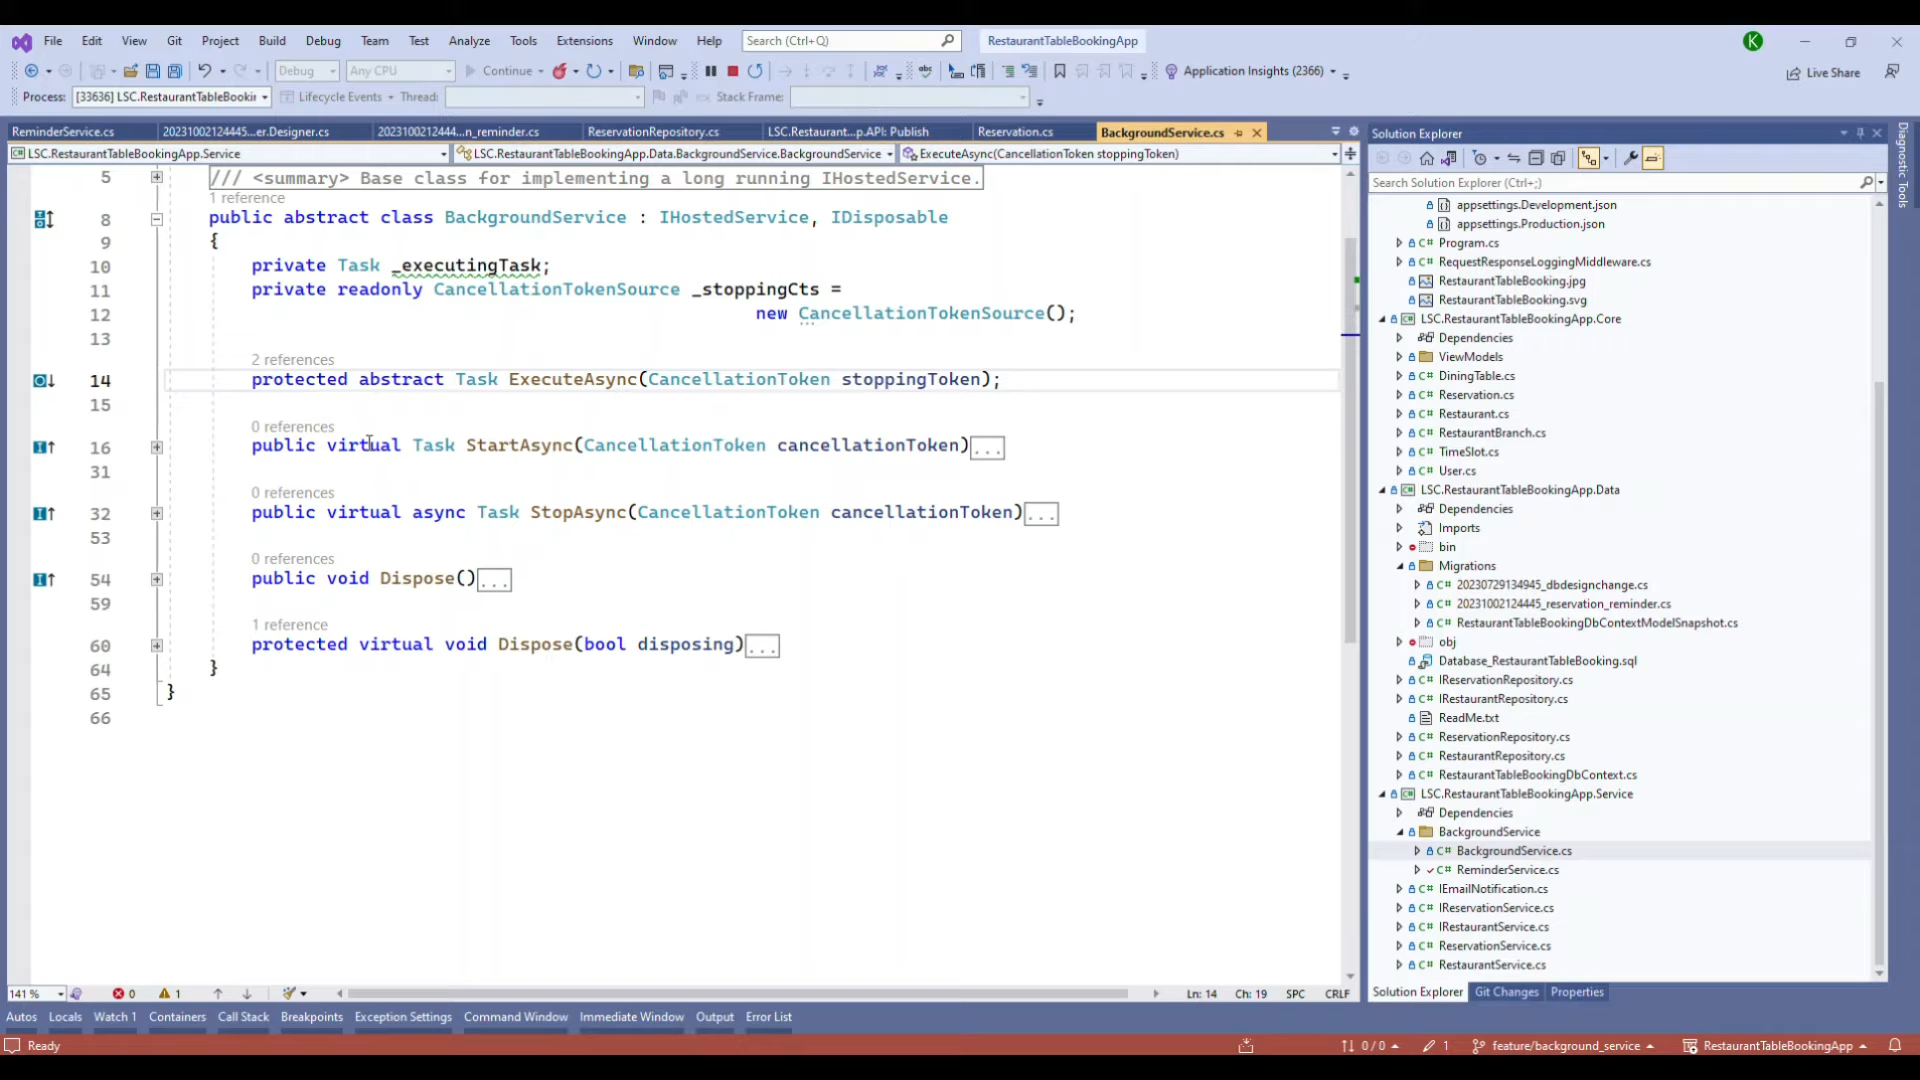 File Edit View Git Project Build Debug Team Test Analyze Tools Extensions Window Help Search (Ctrl+Q) RestaurantTableBookingApp K
Debug Any CPU Continue Application Insights (2366) Live Share
Process: [33636] LSC.RestaurantTableBookin Lifecycle Events Thread: Stack Frame:
ReminderService.cs 20231002124445...er.Designer.cs 2023100212444...n_reminder.cs ReservationRepository.cs LSC.Restaurant...p.API: Publish Reservation.cs BackgroundService.cs
LSC.RestaurantTableBookingApp.Service LSC.RestaurantTableBookingApp.Data.BackgroundService.BackgroundService ExecuteAsync(CancellationToken stoppingToken)
5 /// <summary> Base class for implementing a long running IHostedService.
1 reference
8 public abstract class BackgroundService : IHostedService, IDisposable
9 {
10 private Task _executingTask;
11 private readonly CancellationTokenSource _stoppingCts =
12 new CancellationTokenSource();
13
2 references
14 protected abstract Task ExecuteAsync(CancellationToken stoppingToken);
15
0 references
16 public virtual Task StartAsync(CancellationToken cancellationToken)...
31
0 references
32 public virtual async Task StopAsync(CancellationToken cancellationToken)...
53
0 references
54 public void Dispose()...
59
1 reference
60 protected virtual void Dispose(bool disposing)...
64 }
65 }
66
141 % 0 1 Ln: 14 Ch: 19 SPC CRLF
Solution Explorer
Search Solution Explorer (Ctrl+;)
appsettings.Development.json
appsettings.Production.json
C# Program.cs
C# RequestResponseLoggingMiddleware.cs
RestaurantTableBooking.jpg
RestaurantTableBooking.svg
LSC.RestaurantTableBookingApp.Core
Dependencies
ViewModels
C# DiningTable.cs
C# Reservation.cs
C# Restaurant.cs
C# RestaurantBranch.cs
C# TimeSlot.cs
C# User.cs
LSC.RestaurantTableBookingApp.Data
Dependencies
Imports
bin
Migrations
C# 20230729134945_dbdesignchange.cs
C# 20231002124445_reservation_reminder.cs
C# RestaurantTableBookingDbContextModelSnapshot.cs
obj
Database_RestaurantTableBooking.sql
C# IReservationRepository.cs
C# IRestaurantRepository.cs
ReadMe.txt
C# ReservationRepository.cs
C# RestaurantRepository.cs
C# RestaurantTableBookingDbContext.cs
LSC.RestaurantTableBookingApp.Service
Dependencies
BackgroundService
C# BackgroundService.cs
C# ReminderService.cs
C# IEmailNotification.cs
C# IReservationService.cs
C# IRestaurantService.cs
C# ReservationService.cs
C# RestaurantService.cs
Solution Explorer Git Changes Properties
Diagnostic Tools
Autos Locals Watch 1 Containers Call Stack Breakpoints Exception Settings Command Window Immediate Window Output Error List
Ready 0 / 0 1 feature/background_service RestaurantTableBookingApp